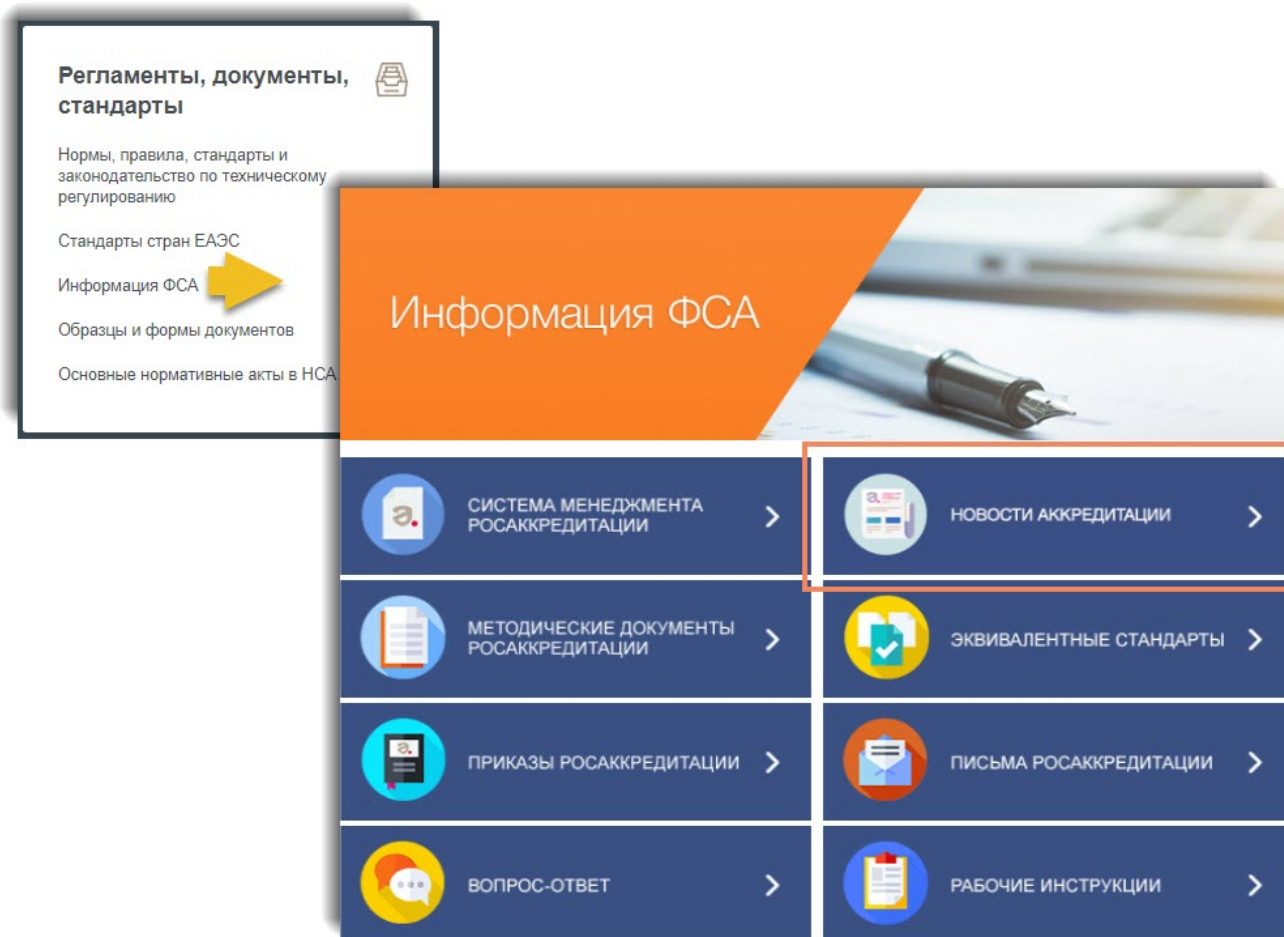 Регламенты, документы,
стандарты
Нормы, правила, стандарты и
законодательство по техническому
регулированию
Стандарты стран ЕАЭС
Информация ФСА
Образцы и формы документов
Основные нормативные акты в НСА
Информация ФСА
СИСТЕМА МЕНЕДЖМЕНТА
РОСАККРЕДИТАЦИИ
НОВОСТИ АККРЕДИТАЦИИ
МЕТОДИЧЕСКИЕ ДОКУМЕНТЫ
РОСАККРЕДИТАЦИИ
ЭКВИВАЛЕНТНЫЕ СТАНДАРТЫ
ПРИКАЗЫ РОСАККРЕДИТАЦИИ
ПИСЬМА РОСАККРЕДИТАЦИИ
ВОПРОС-ОТВЕТ
РАБОЧИЕ ИНСТРУКЦИИ